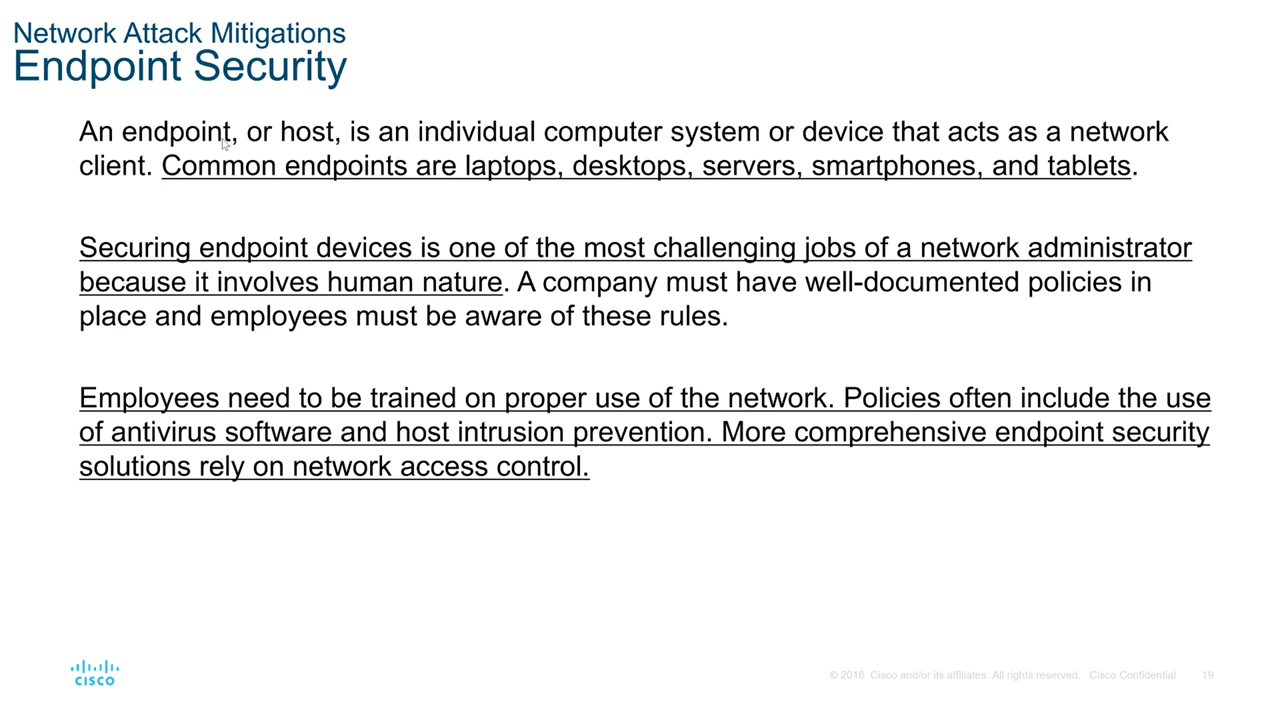 Network Attack Mitigations
Endpoint Security
An endpoint, or host, is an individual computer system or device that acts as a network
client. Common endpoints are laptops, desktops, servers, smartphones, and tablets.
Securing endpoint devices is one of the most challenging jobs of a network administrator
because it involves human nature. A company must have well-documented policies in
place and employees must be aware of these rules.
Employees need to be trained on proper use of the network. Policies often include the use
of antivirus software and host intrusion prevention. More comprehensive endpoint security
solutions rely on network access control.
CISCO
© 2016 Cisco and/or its affiliates. All rights reserved. Cisco Confidential 19